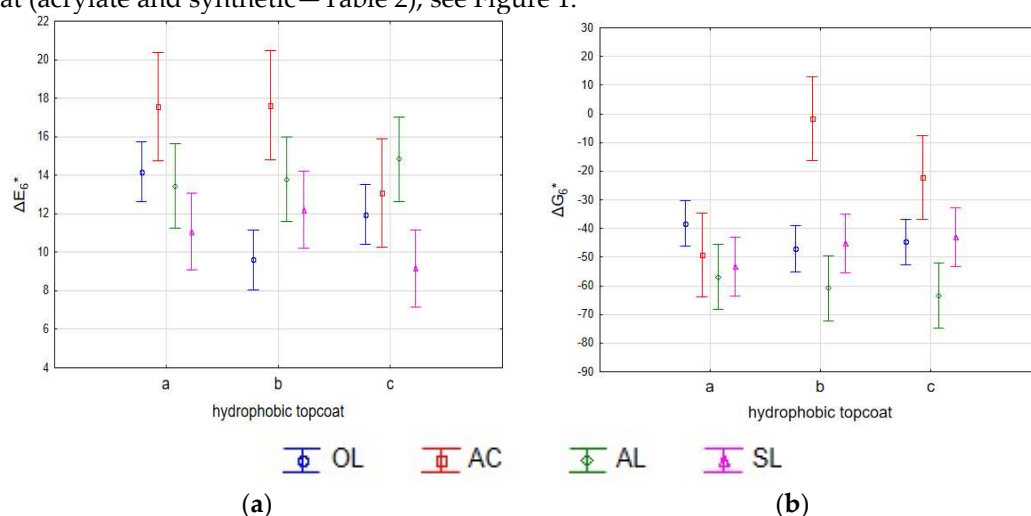 at (acrylate and synthetic—Table 2), see Figure 1.
22
20
18
16
14
12
10
8
6
4
ΔE6*
a b c
hydrophobic topcoat
30
20
10
0
-10
-20
-30
-40
-50
-60
-70
-80
-90
ΔG6*
a b c
hydrophobic topcoat
OL AC AL SL
(a) (b)